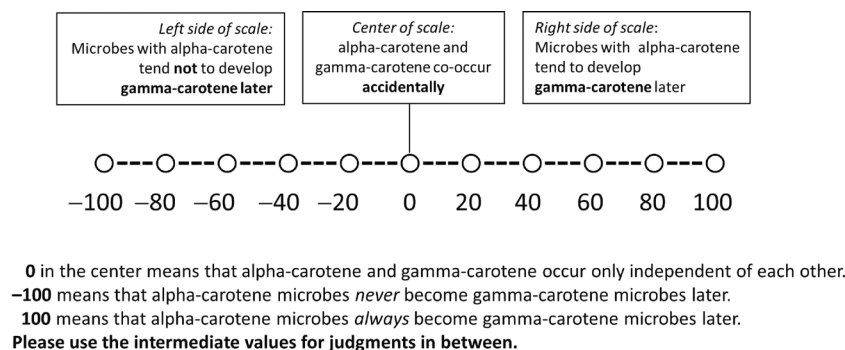 Left side of scale:
Microbes with alpha-carotene
tend not to develop
gamma-carotene later
Center of scale:
alpha-carotene and
gamma-carotene co-occur
accidentally
Right side of scale:
Microbes with alpha-carotene
tend to develop
gamma-carotene later
−100 −80 −60 −40 −20 0 20 40 60 80 100
0 in the center means that alpha-carotene and gamma-carotene occur only independent of each other.
−100 means that alpha-carotene microbes never become gamma-carotene microbes later.
100 means that alpha-carotene microbes always become gamma-carotene microbes later.
Please use the intermediate values for judgments in between.